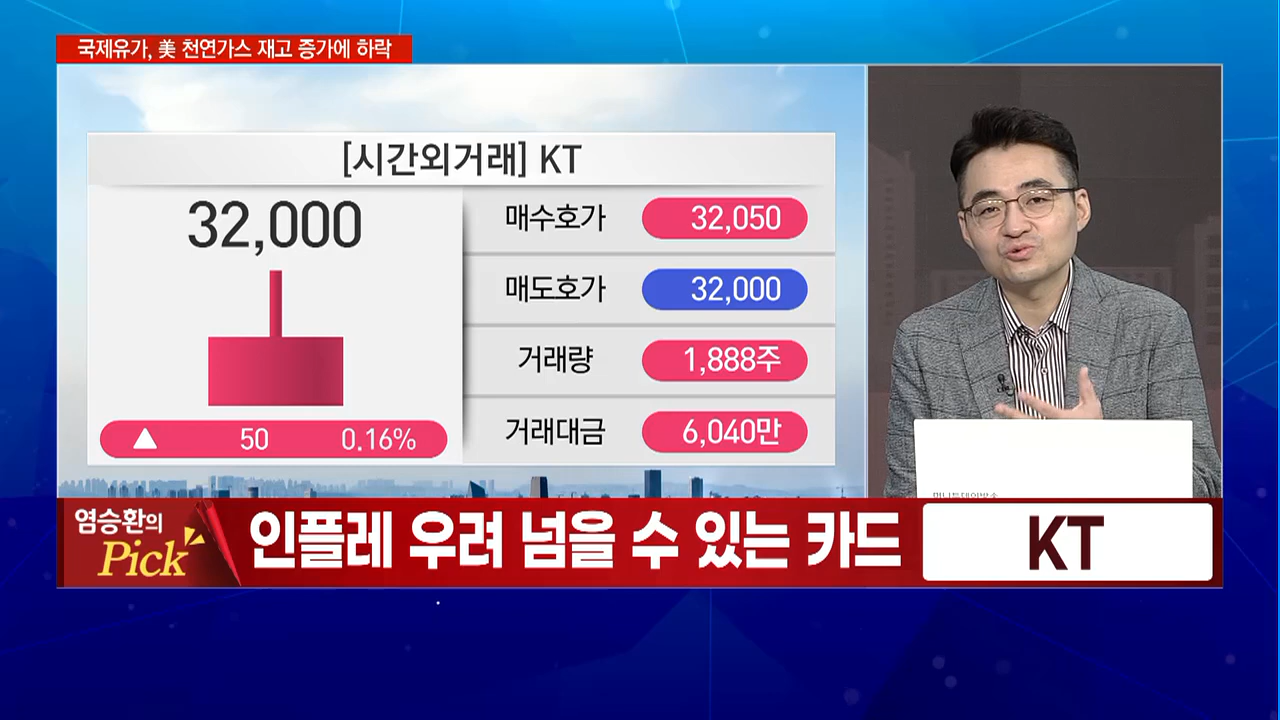 국제유가, 美 천연가스 재고 증가에 하락
[시간외거래] KT
32,000
▲ 50 0.16%
매수호가 32,050
매도호가 32,000
거래량 1,888주
거래대금 6,040만
염승환의
Pick
인플레 우려 넘을 수 있는 카드
KT